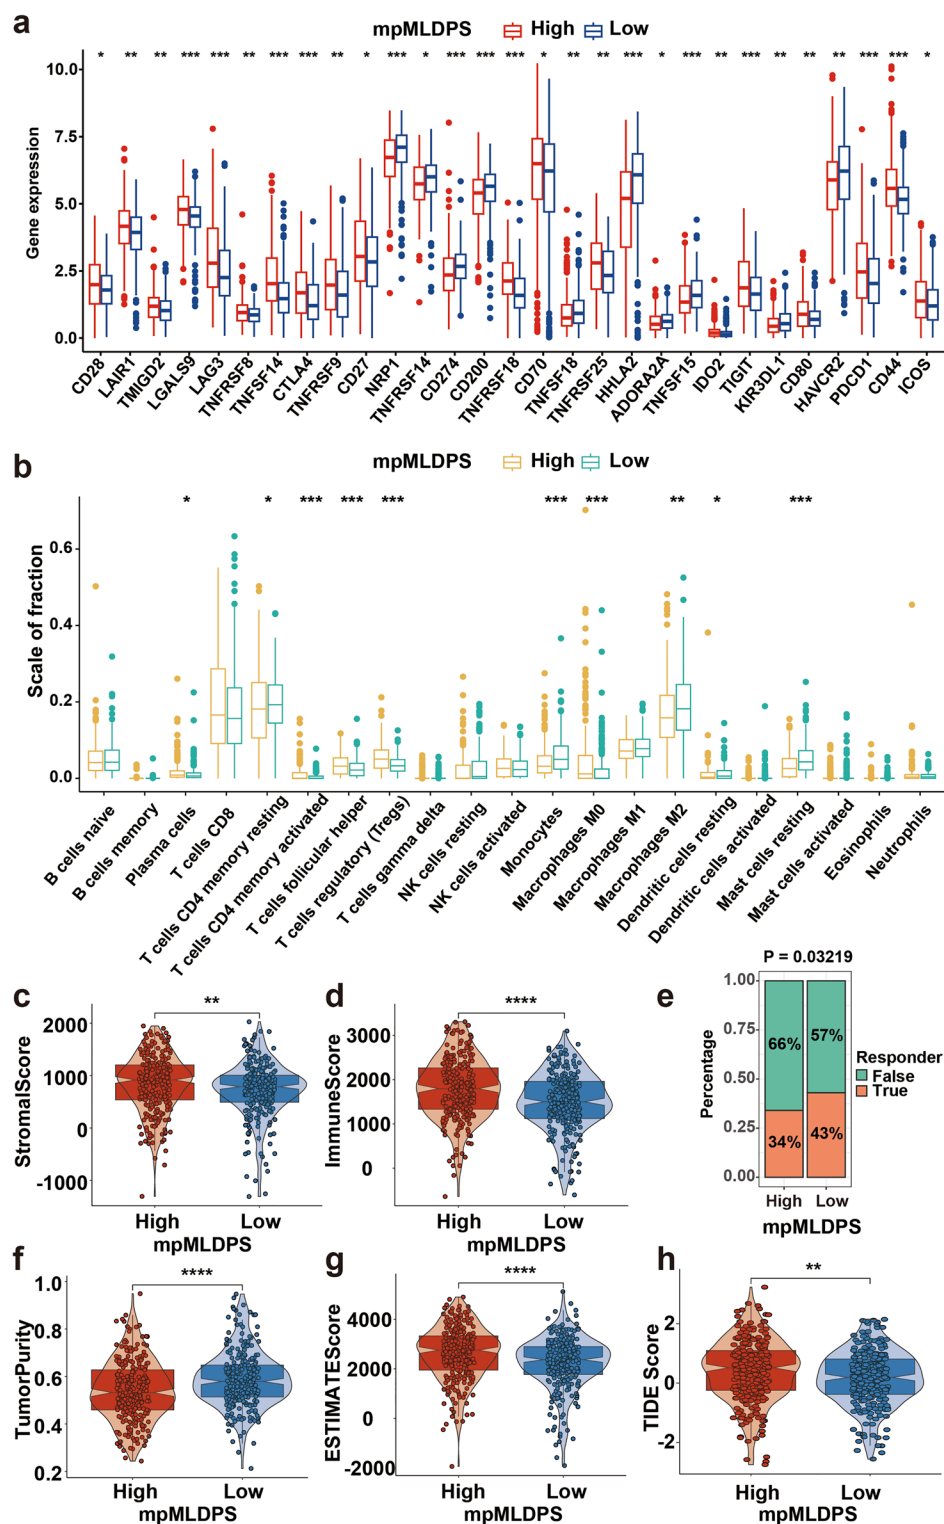 a
mpMLDPS High Low
* ** ** *** *** ** *** *** ** * *** * *** *** *** * ** ** *** * *** ** *** ** ** ** *** *** *
Gene expression
10.0
7.5
5.0
2.5
0.0
CD28 LAIR1 TMIGD2 LGALS9 LAG3 TNFRSF8 TNFSF14 CTLA4 TNFRSF9 CD27 NRP1 TNFRSF14 CD274 CD200 TNFRSF18 CD70 TNFSF18 TNFRSF25 HHLA2 ADORA2A TNFSF15 IDO2 TIGIT KIR3DL1 CD80 HAVCR2 PDCD1 CD44 ICOS
b
mpMLDPS High Low
* * *** *** *** *** *** ** * ***
Scale of fraction
0.6
0.4
0.2
0.0
B cells naive
B Cells memory
Plasma cells
T cells CD8
T cells CD4 memory resting
T cells CD4 memory activated
T cells follicular helper
T cells regulatory (Tregs)
T cells gamma delta
NK cells resting
NK cells activated
Monocytes
Macrophages M0
Macrophages M1
Macrophages M2
Dendritic cells resting
Dendritic cells activated
Mast cells resting
Mast cells activated
Eosinophils
Neutrophils
c
**
StromalScore
2000
1000
0
-1000
High Low
mpMLDPS
d
****
ImmuneScore
3000
2000
1000
0
High Low
mpMLDPS
e
P = 0.03219
Percentage
1.00
0.75
0.50
0.25
0.00
66% 57%
34% 43%
Responder
False
True
High Low
mpMLDPS
f
****
TumorPurity
1.0
0.8
0.6
0.4
0.2
High Low
mpMLDPS
g
****
ESTIMATEScore
4000
2000
0
-2000
High Low
mpMLDPS
h
**
TIDE Score
2
0
-2
High Low
mpMLDPS